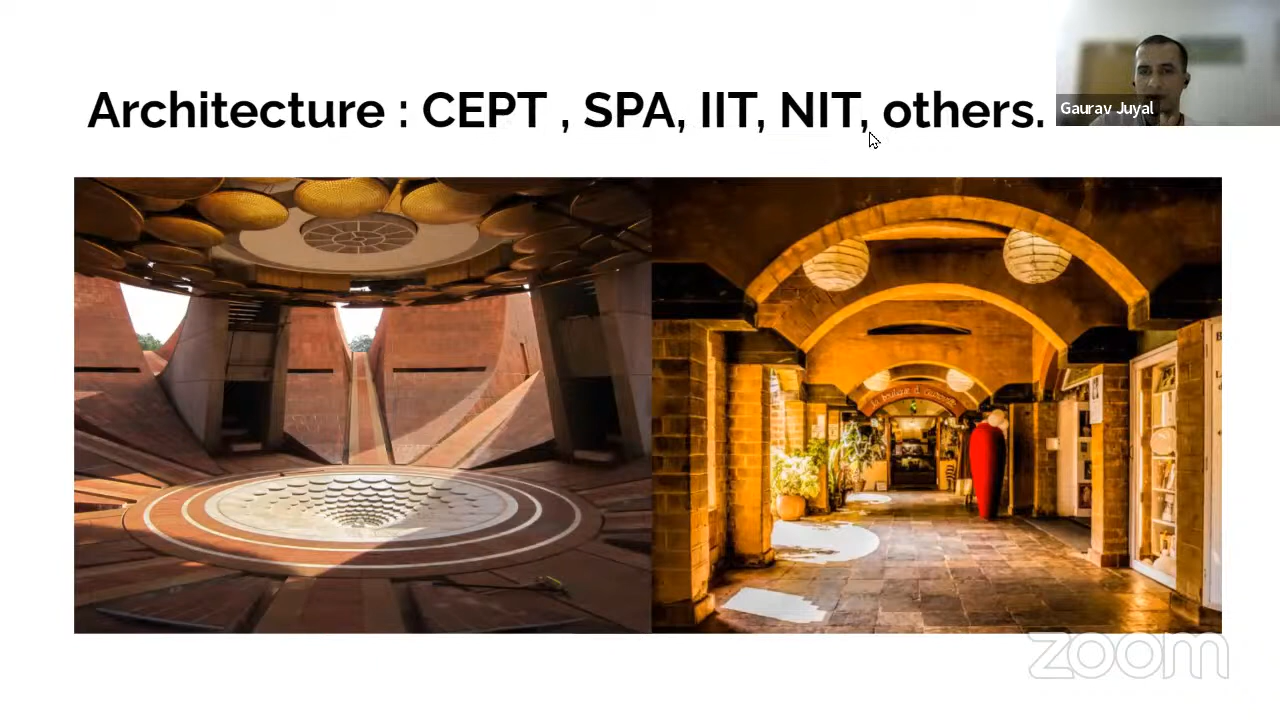 Architecture : CEPT , SPA, IIT, NIT, others.
Gaurav Juyal
zoom